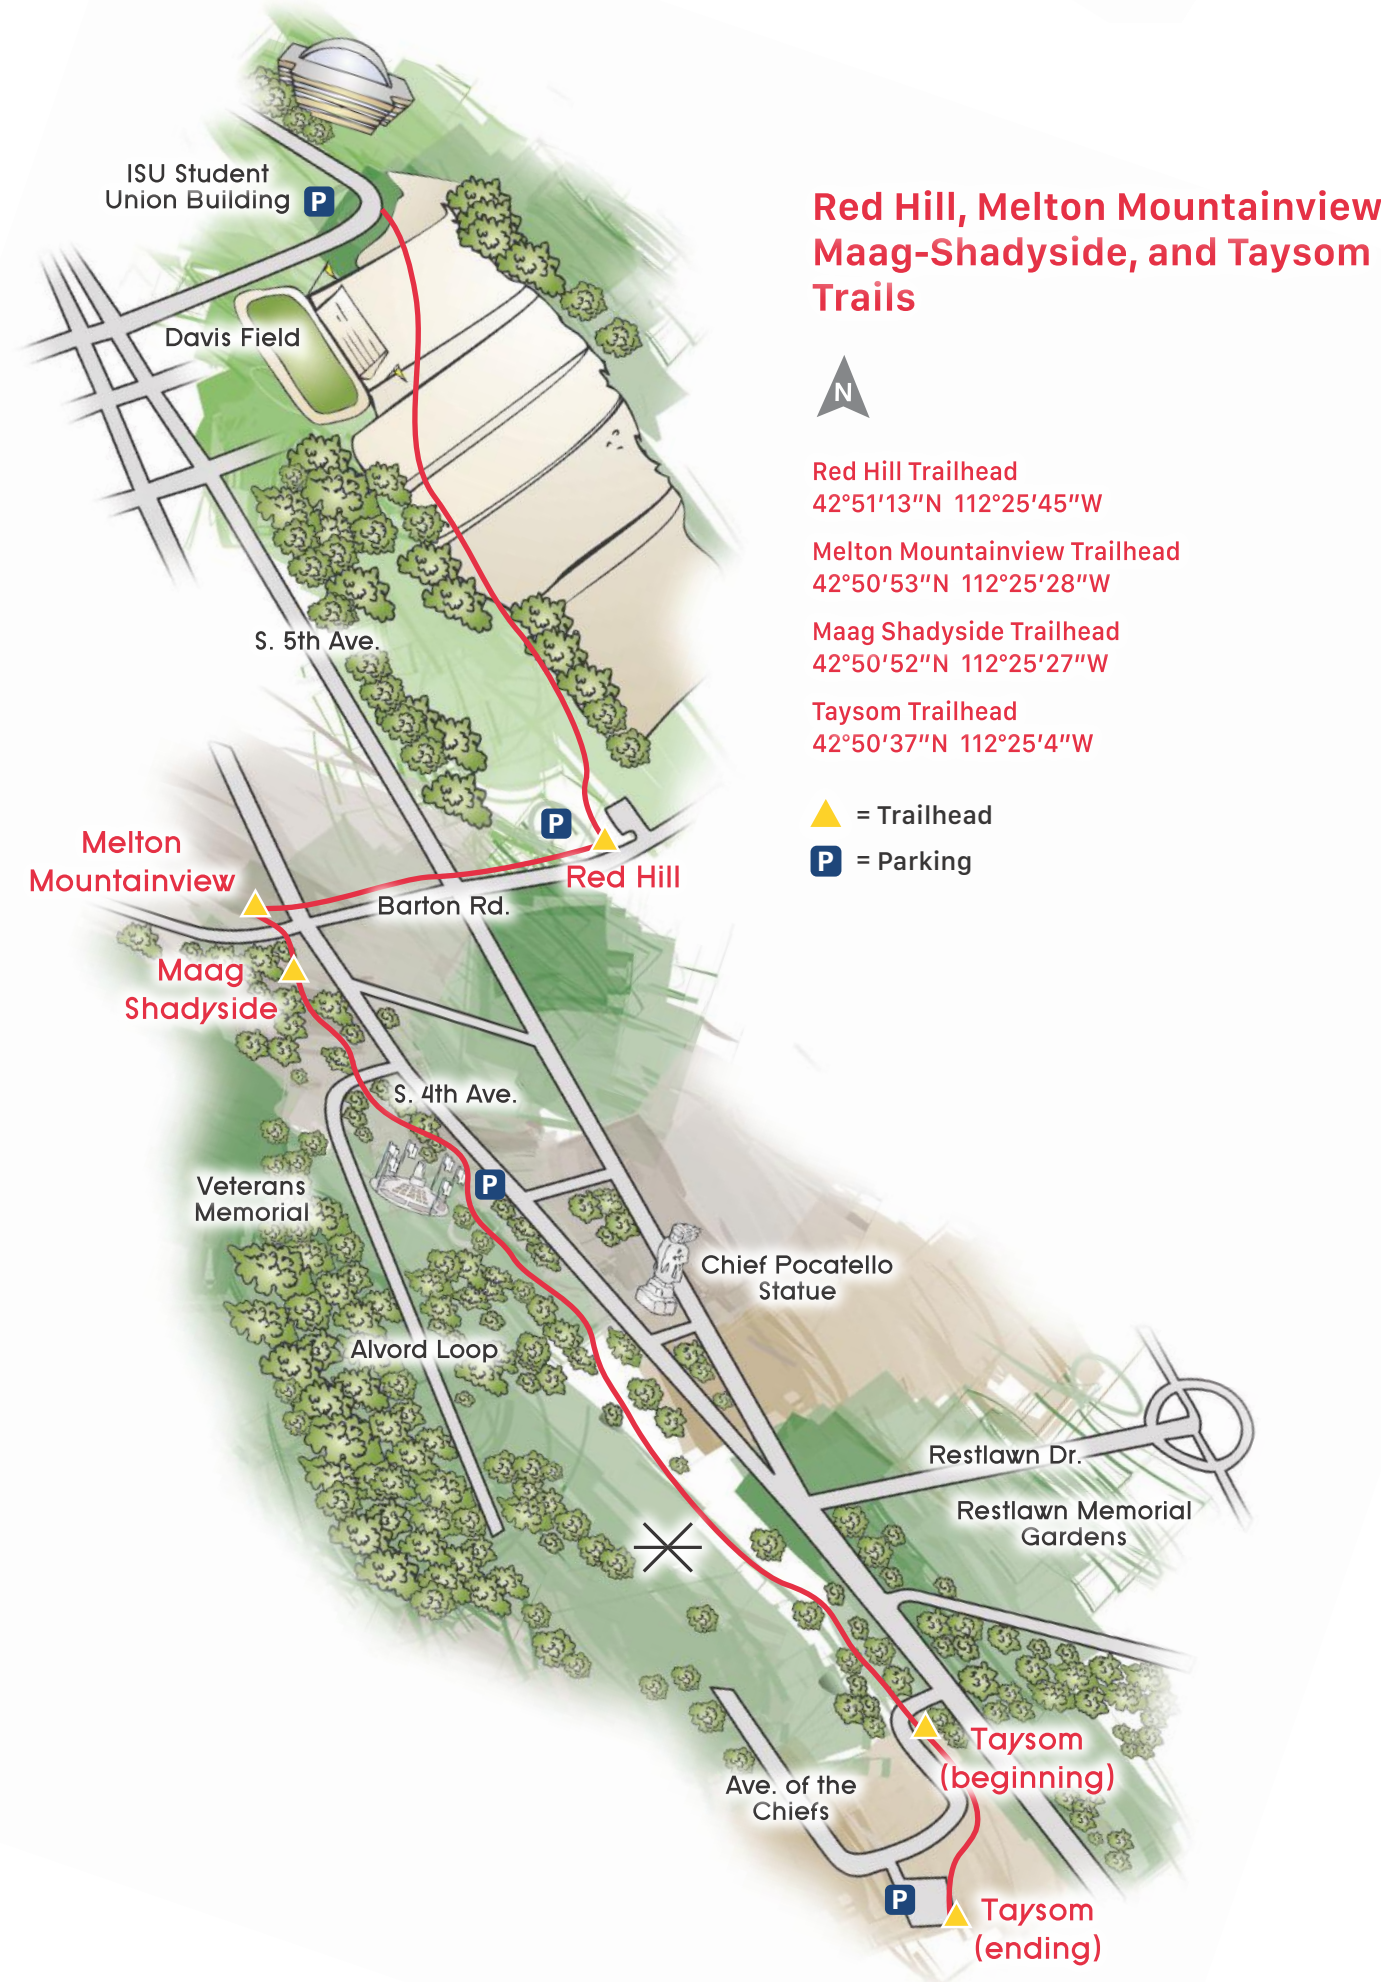 Red Hill, Melton Mountainview
Maag-Shadyside, and Taysom
Trails
N
Red Hill Trailhead
42°51'13"N 112°25'45"W
Melton Mountainview Trailhead
42°50'53"N 112°25'28"W
Maag Shadyside Trailhead
42°50'52"N 112°25'27"W
Taysom Trailhead
42°50'37"N 112°25'4"W
= Trailhead
P = Parking
ISU Student
Union Building P
Davis Field
S. 5th Ave.
P
Red Hill
Melton
Mountainview
Barton Rd.
Maag
Shadyside
S. 4th Ave.
P
Veterans
Memorial
Chief Pocatello
Statue
Alvord Loop
Restlawn Dr.
Restlawn Memorial
Gardens
Taysom
(beginning)
Ave. of the
Chiefs
P
Taysom
(ending)